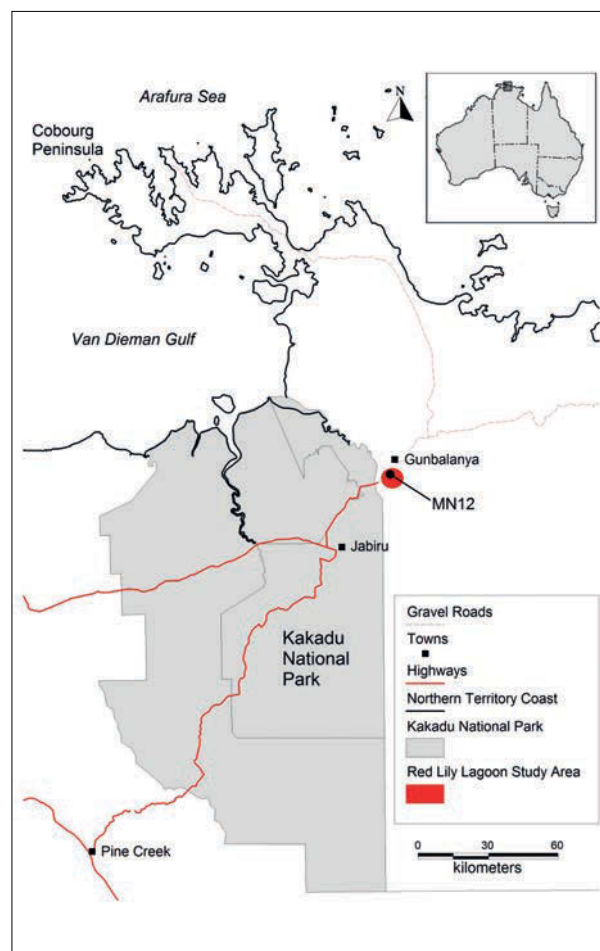 Arafura Sea
N
Cobourg
Peninsula
Van Dieman Gulf
Gunbalanya
MN12
Jabiru
Kakadu
National
Park
Pine Creek
Gravel Roads
Towns
Highways
Northern Territory Coast
Kakadu National Park
Red Lily Lagoon Study Area
0 30 60
kilometers